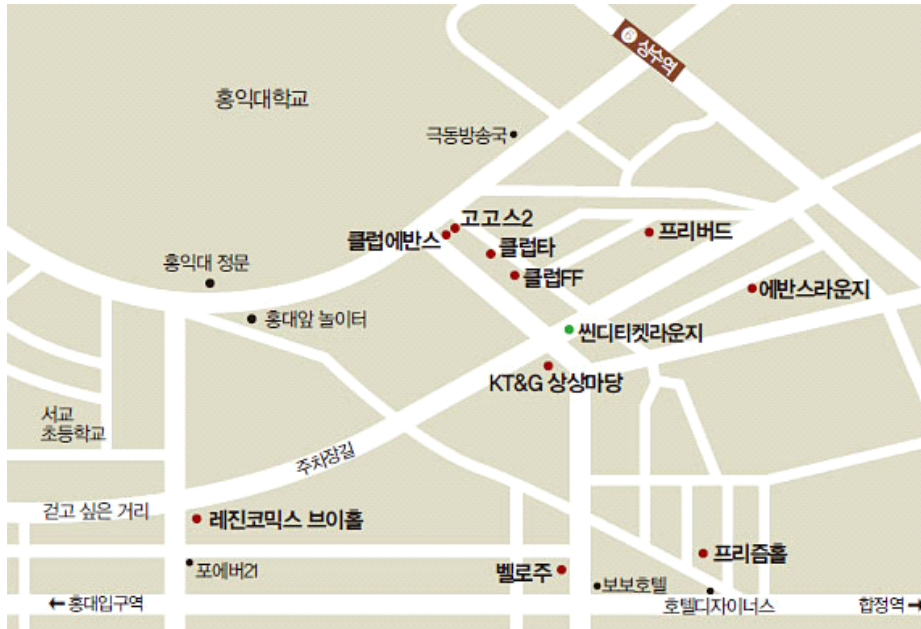 ❻ 상수역
홍익대학교
극동방송국
고고스2
클럽에반스
프리버드
클럽타
홍익대 정문
클럽FF
에반스라운지
홍대앞 놀이터
씬디티켓라운지
KT&G 상상마당
서교
초등학교
주차장길
걷고 싶은 거리
레진코믹스 브이홀
프리즘홀
포에버21
벨로주
보보호텔
←홍대입구역
호텔디자이너스
합정역→